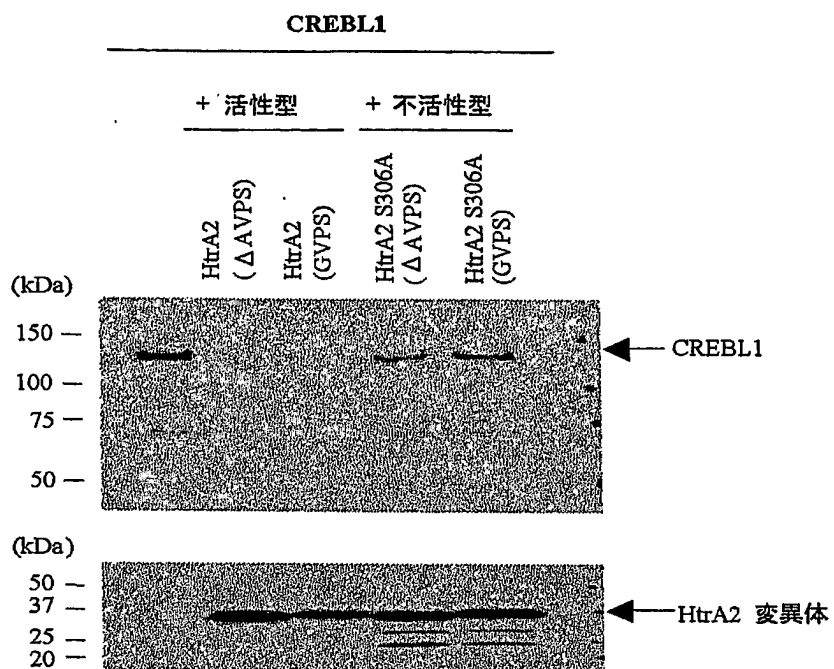 CREBL1
+ 活性型
+ 不活性型
HtrA2
(ΔAVPS)
HtrA2
(GVPS)
HtrA2 S306A
(ΔAVPS)
HtrA2 S306A
(GVPS)
(kDa)
150
100
75
50
CREBL1
(kDa)
50
37
25
20
HtrA2 変異体